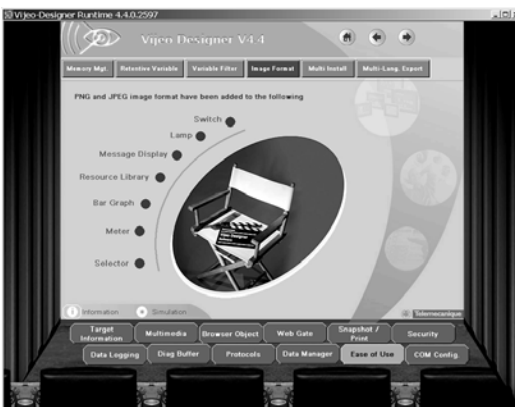 Vijeo-Designer Runtime 4.4.0.2597
Vijeo Designer V4.4
Memory Mgt.
Retentive Variable
Variable Filter
Image Format
Multi Install
Multi-Lang. Export
PNG and JPEG image format have been added to the following
Switch
Lamp
Message Display
Resource Library
Bar Graph
Meter
Selector
Vijeo Designer
Information
Simulation
Telemecanique
Target
Information
Multimedia
Browser Object
Web Gate
Snapshot /
Print
Security
Data Logging
Diag Buffer
Protocols
Data Manager
Ease of Use
COM Config.